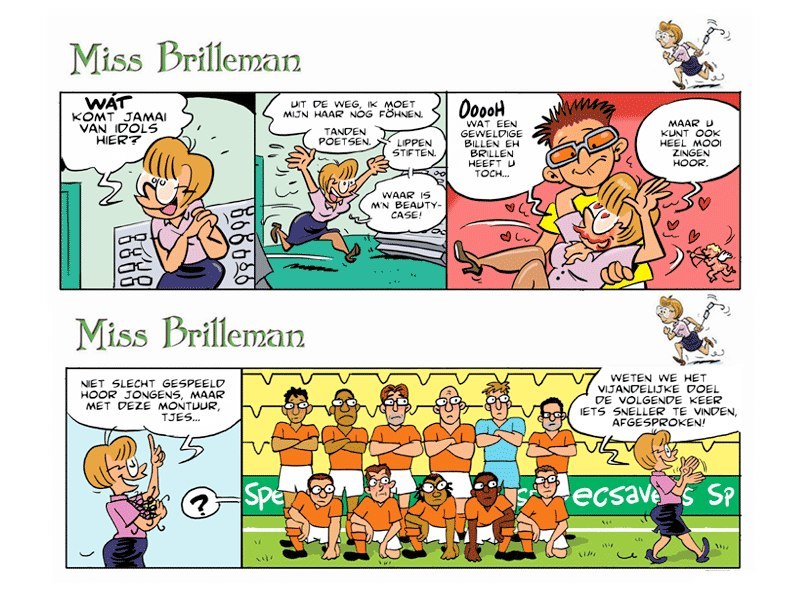 Miss Brilleman
WÁT
KOMT JAMAI
VAN IDOLS
HIER?
UIT DE WEG, IK MOET
MIJN HAAR NOG FÖHNEN.
TANDEN
POETSEN.
LIPPEN
STIFTEN.
WAAR IS
M'N BEAUTY-
CASE!
OOooH
WAT EEN
GEWELDIGE
BILLEN EH
BRILLEN
HEEFT U
TOCH...
MAAR U
KUNT OOK
HEEL MOOI
ZINGEN
HOOR.
Miss Brilleman
NIET SLECHT GESPEELD
HOOR JONGENS, MAAR
MET DEZE MONTUUR,
TJES...
?
WETEN WE HET
VIJANDELIJKE DOEL
DE VOLGENDE KEER
IETS SNELLER TE VINDEN,
AFGESPROKEN!
Spe s ecsavers Sp